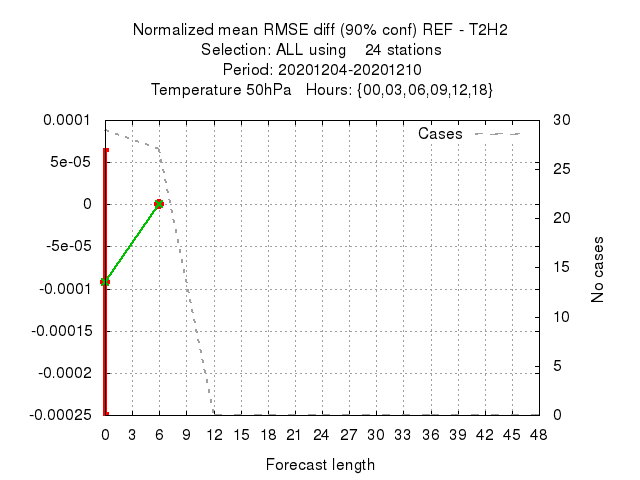 Normalized mean RMSE diff (90% conf) REF - T2H2
Selection: ALL using    24 stations
Period: 20201204-20201210
Temperature 50hPa   Hours: {00,03,06,09,12,18}
Cases
0.0001
5e-05
0
-5e-05
-0.0001
-0.00015
-0.0002
-0.00025
30
25
20
15
10
5
0
No cases
0 3 6 9 12 15 18 21 24 27 30 33 36 39 42 45 48
Forecast length